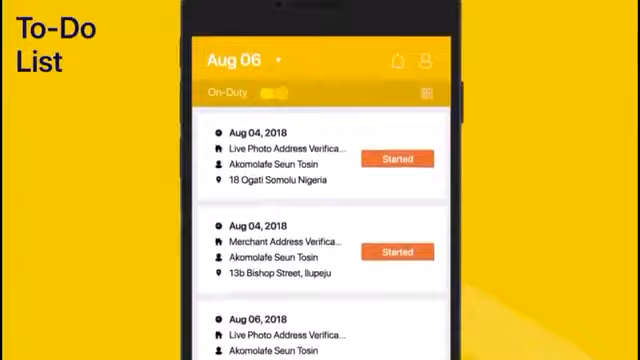 To-Do
List
Aug 06
On-Duty
Aug 04, 2018
Live Photo Address Verifica...
Akomolafe Seun Tosin
18 Ogati Somolu Nigeria
Started
Aug 04, 2018
Merchant Address Verifica...
Akomolafe Seun Tosin
13b Bishop Street, Ilupeju
Started
Aug 06, 2018
Live Photo Address Verifica...
Akomolafe Seun Tosin